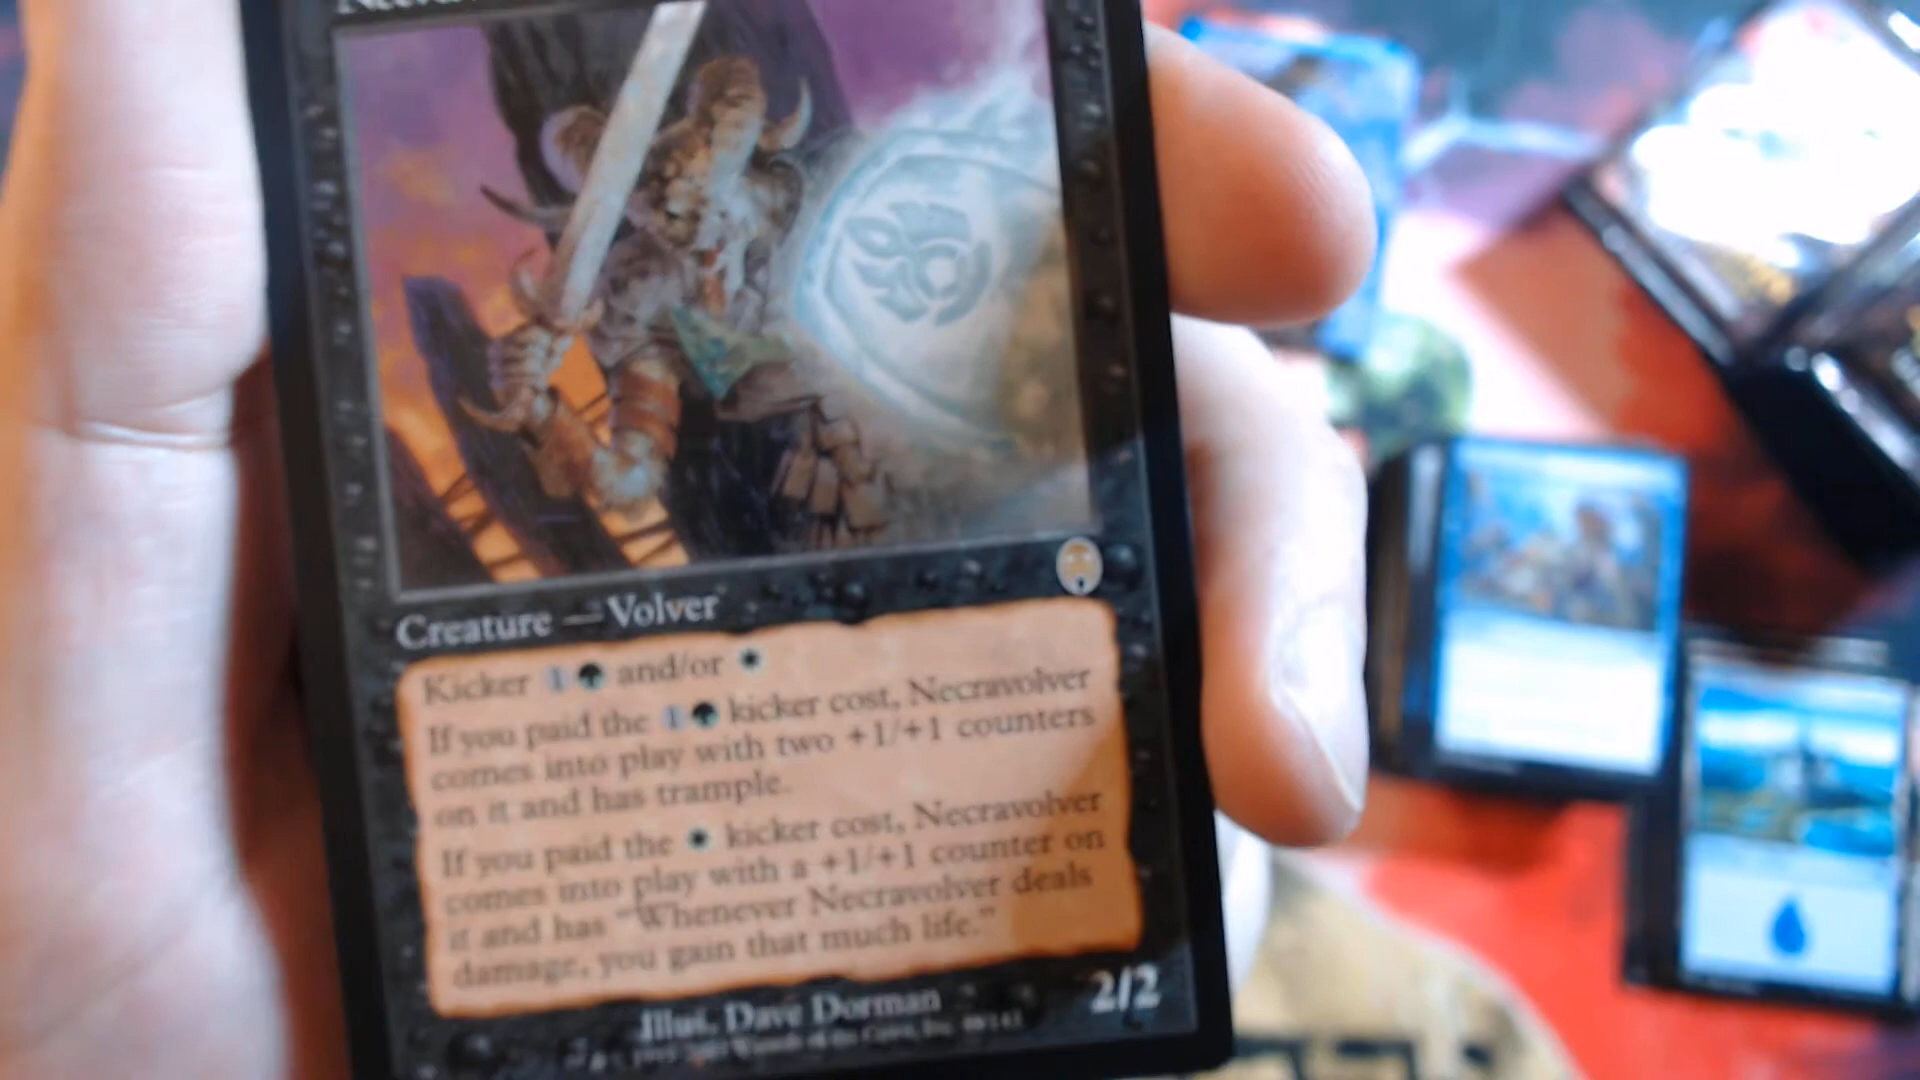 Creature — Volver
Kicker 1 and/or
If you paid the 1 kicker cost, Necravolver
comes into play with two +1/+1 counters
on it and has trample.
If you paid the kicker cost, Necravolver
comes into play with a +1/+1 counter on
it and has "Whenever Necravolver deals
damage, you gain that much life."
2/2
Illus. Dave Dorman